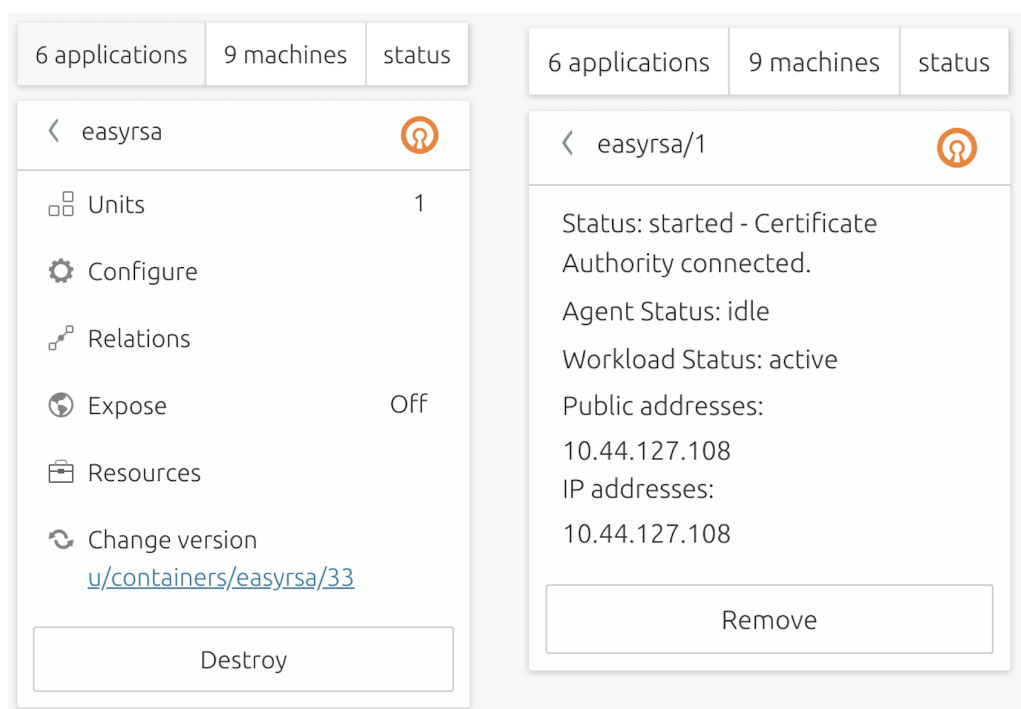 6 applications 9 machines status
easyrsa
Units 1
Configure
Relations
Expose Off
Resources
Change version
u/containers/easyrsa/33
Destroy
6 applications 9 machines status
easyrsa/1
Status: started - Certificate
Authority connected.
Agent Status: idle
Workload Status: active
Public addresses:
10.44.127.108
IP addresses:
10.44.127.108
Remove